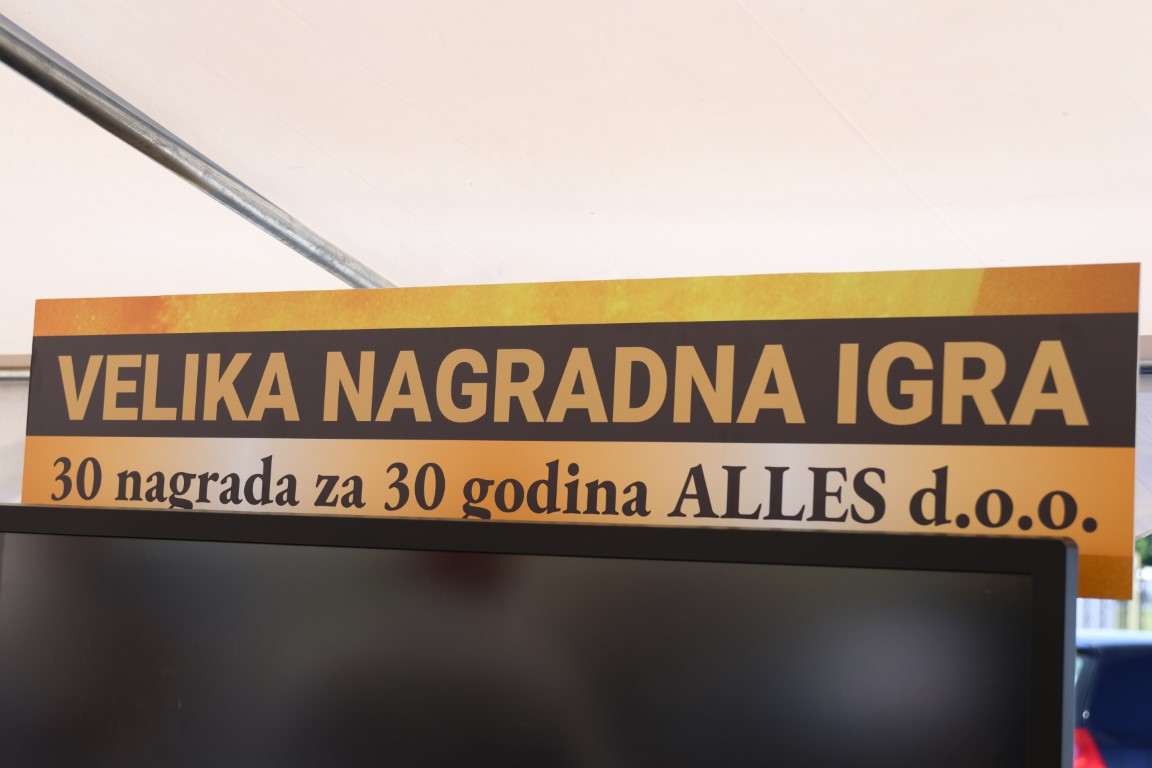 VELIKA NAGRADNA IGRA
30 nagrada za 30 godina ALLES d.o.o.